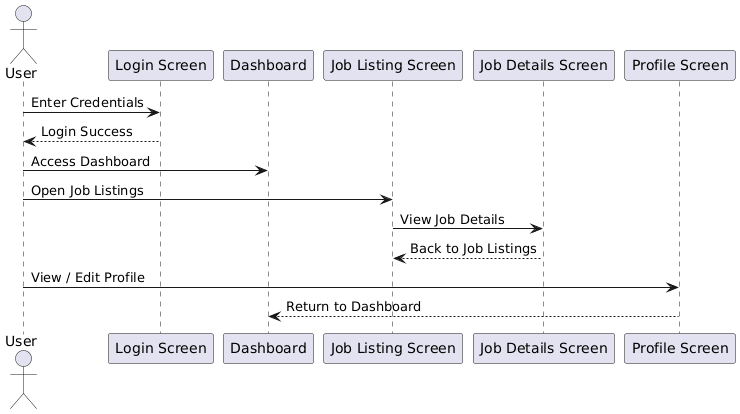 User
Login Screen
Dashboard
Job Listing Screen
Job Details Screen
Profile Screen
Enter Credentials
Login Success
Access Dashboard
Open Job Listings
View Job Details
Back to Job Listings
View / Edit Profile
Return to Dashboard
User
Login Screen
Dashboard
Job Listing Screen
Job Details Screen
Profile Screen